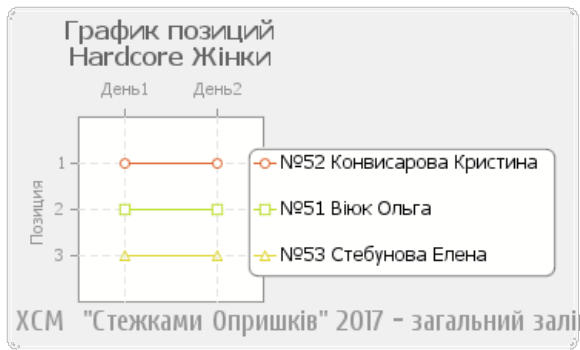 График позиций
Hardcore Жінки
День1 День2
Позиция
1
2
3
№52 Конвисарова Кристина
№51 Віюк Ольга
№53 Стебунова Елена
ХСМ "Стежками Опришків" 2017 - загальний залі